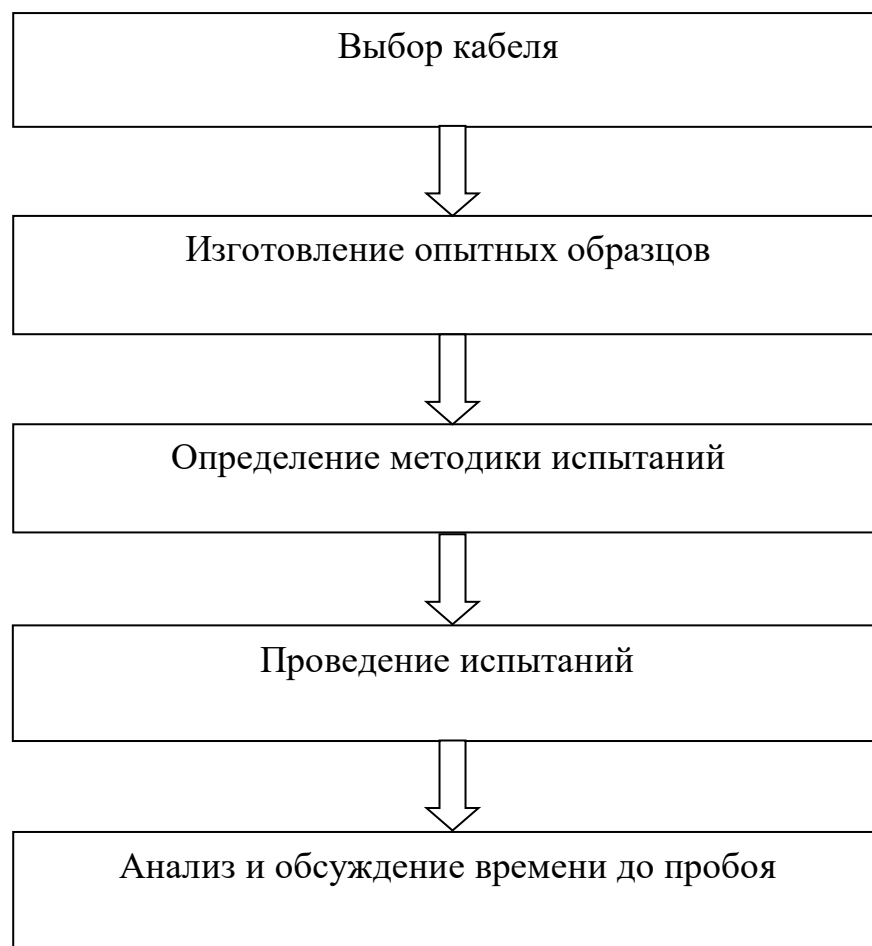 Выбор кабеля
Изготовление опытных образцов
Определение методики испытаний
Проведение испытаний
Анализ и обсуждение времени до пробоя